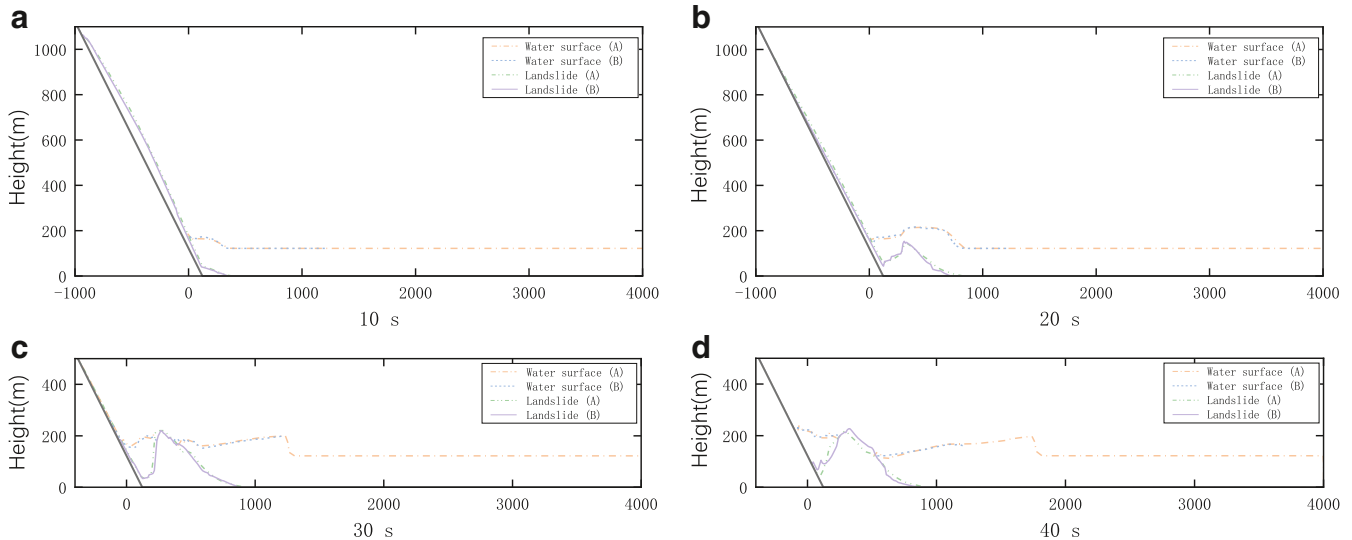 a
1000
800
600
400
200
0
Height(m)
-1000
0
1000
2000
3000
4000
10 s
Water surface (A)
Water surface (B)
Landslide (A)
Landslide (B)
b
1000
800
600
400
200
0
Height(m)
-1000
0
1000
2000
3000
4000
20 s
Water surface (A)
Water surface (B)
Landslide (A)
Landslide (B)
c
400
200
0
Height(m)
0
1000
2000
3000
4000
30 s
Water surface (A)
Water surface (B)
Landslide (A)
Landslide (B)
d
400
200
0
Height(m)
0
1000
2000
3000
4000
40 s
Water surface (A)
Water surface (B)
Landslide (A)
Landslide (B)